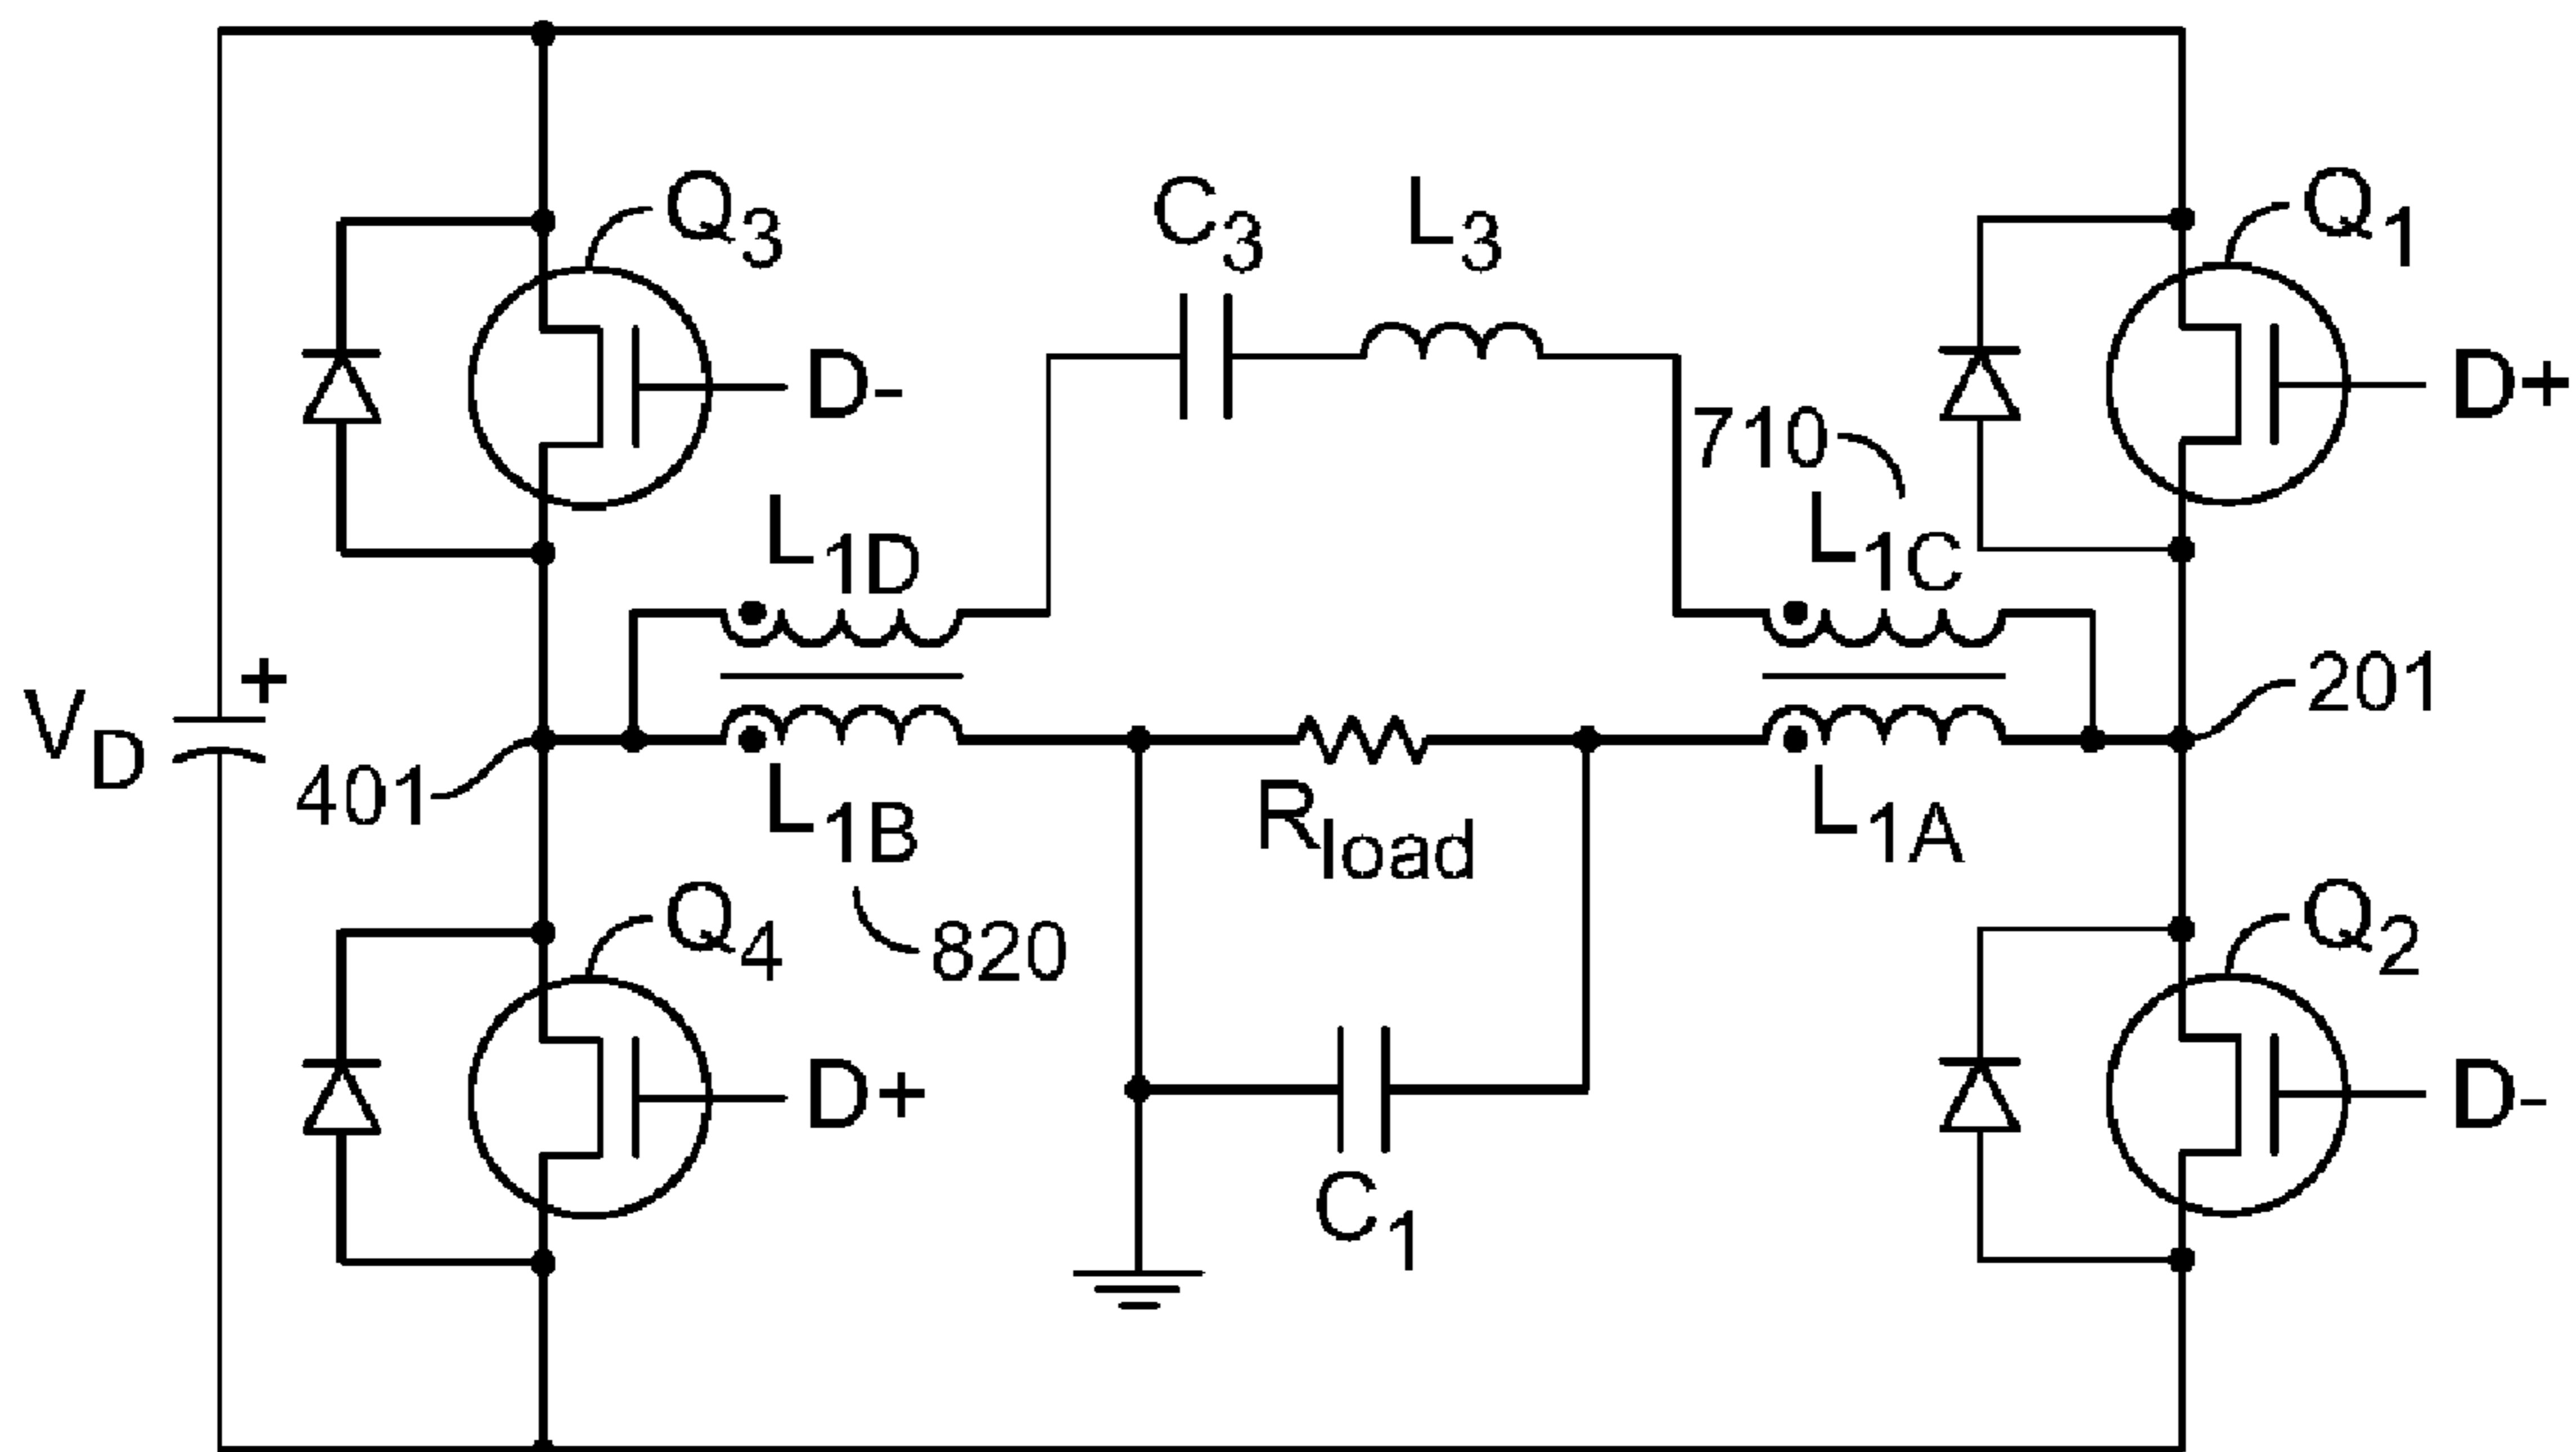 Q3
C3
L3
Q1
D-
D+
710
L1D
L1C
+
VD
201
401
L1B
Rload
L1A
Q4
820
Q2
D+
D-
C1